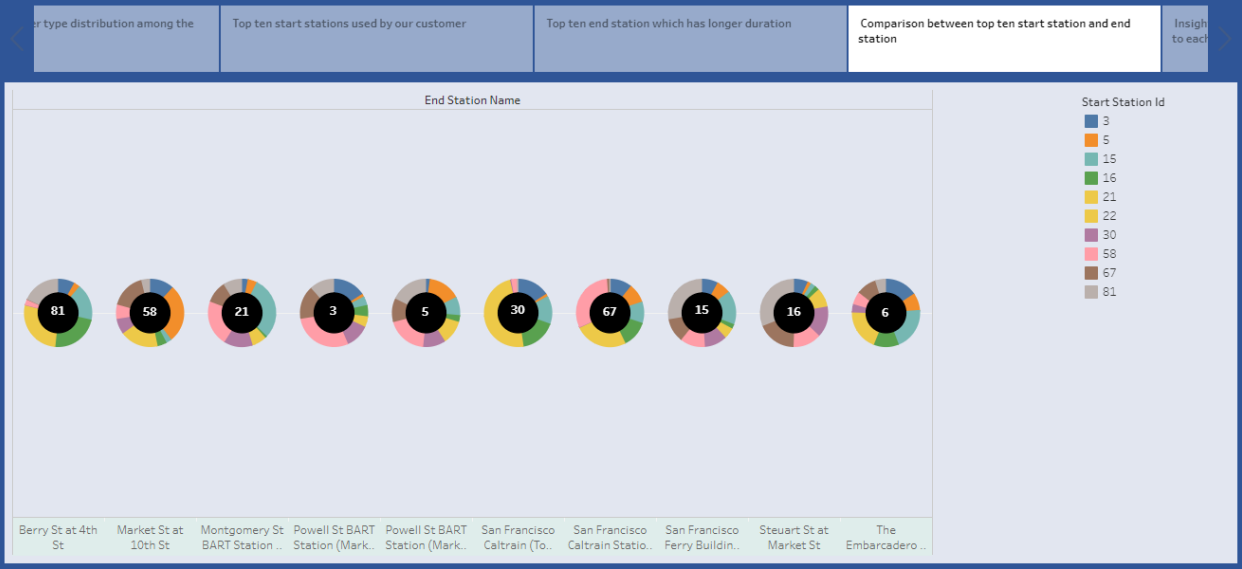 er type distribution among the
Top ten start stations used by our customer
Top ten end station which has longer duration
Comparison between top ten start station and end
station
Insigh
to each
End Station Name
Start Station Id
3
5
15
16
21
22
30
58
67
81
81
58
21
3
5
30
67
15
16
6
Berry St at 4th
St
Market St at
10th St
Montgomery St
BART Station ..
Powell St BART
Station (Mark..
Powell St BART
Station (Mark..
San Francisco
Caltrain (To..
San Francisco
Caltrain Statio..
San Francisco
Ferry Buildin..
Steuart St at
Market St
The
Embarcadero ..